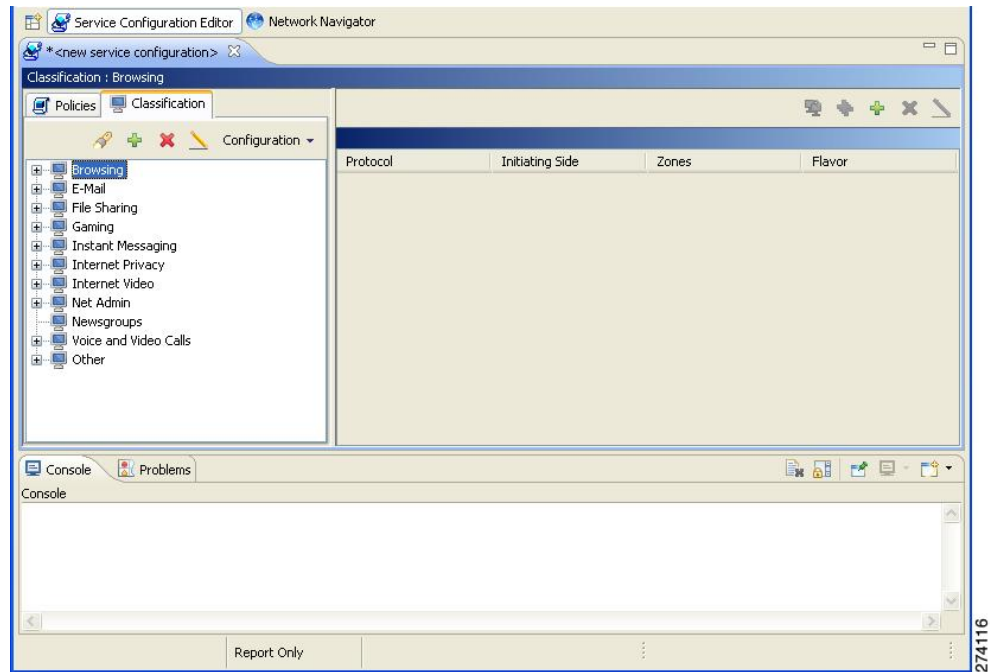 Service Configuration Editor Network Navigator
*<new service configuration>
Classification : Browsing
Policies Classification
Configuration
Protocol Initiating Side Zones Flavor
Browsing
E-Mail
File Sharing
Gaming
Instant Messaging
Internet Privacy
Internet Video
Net Admin
Newsgroups
Voice and Video Calls
Other
Console Problems
Console
Report Only
274116